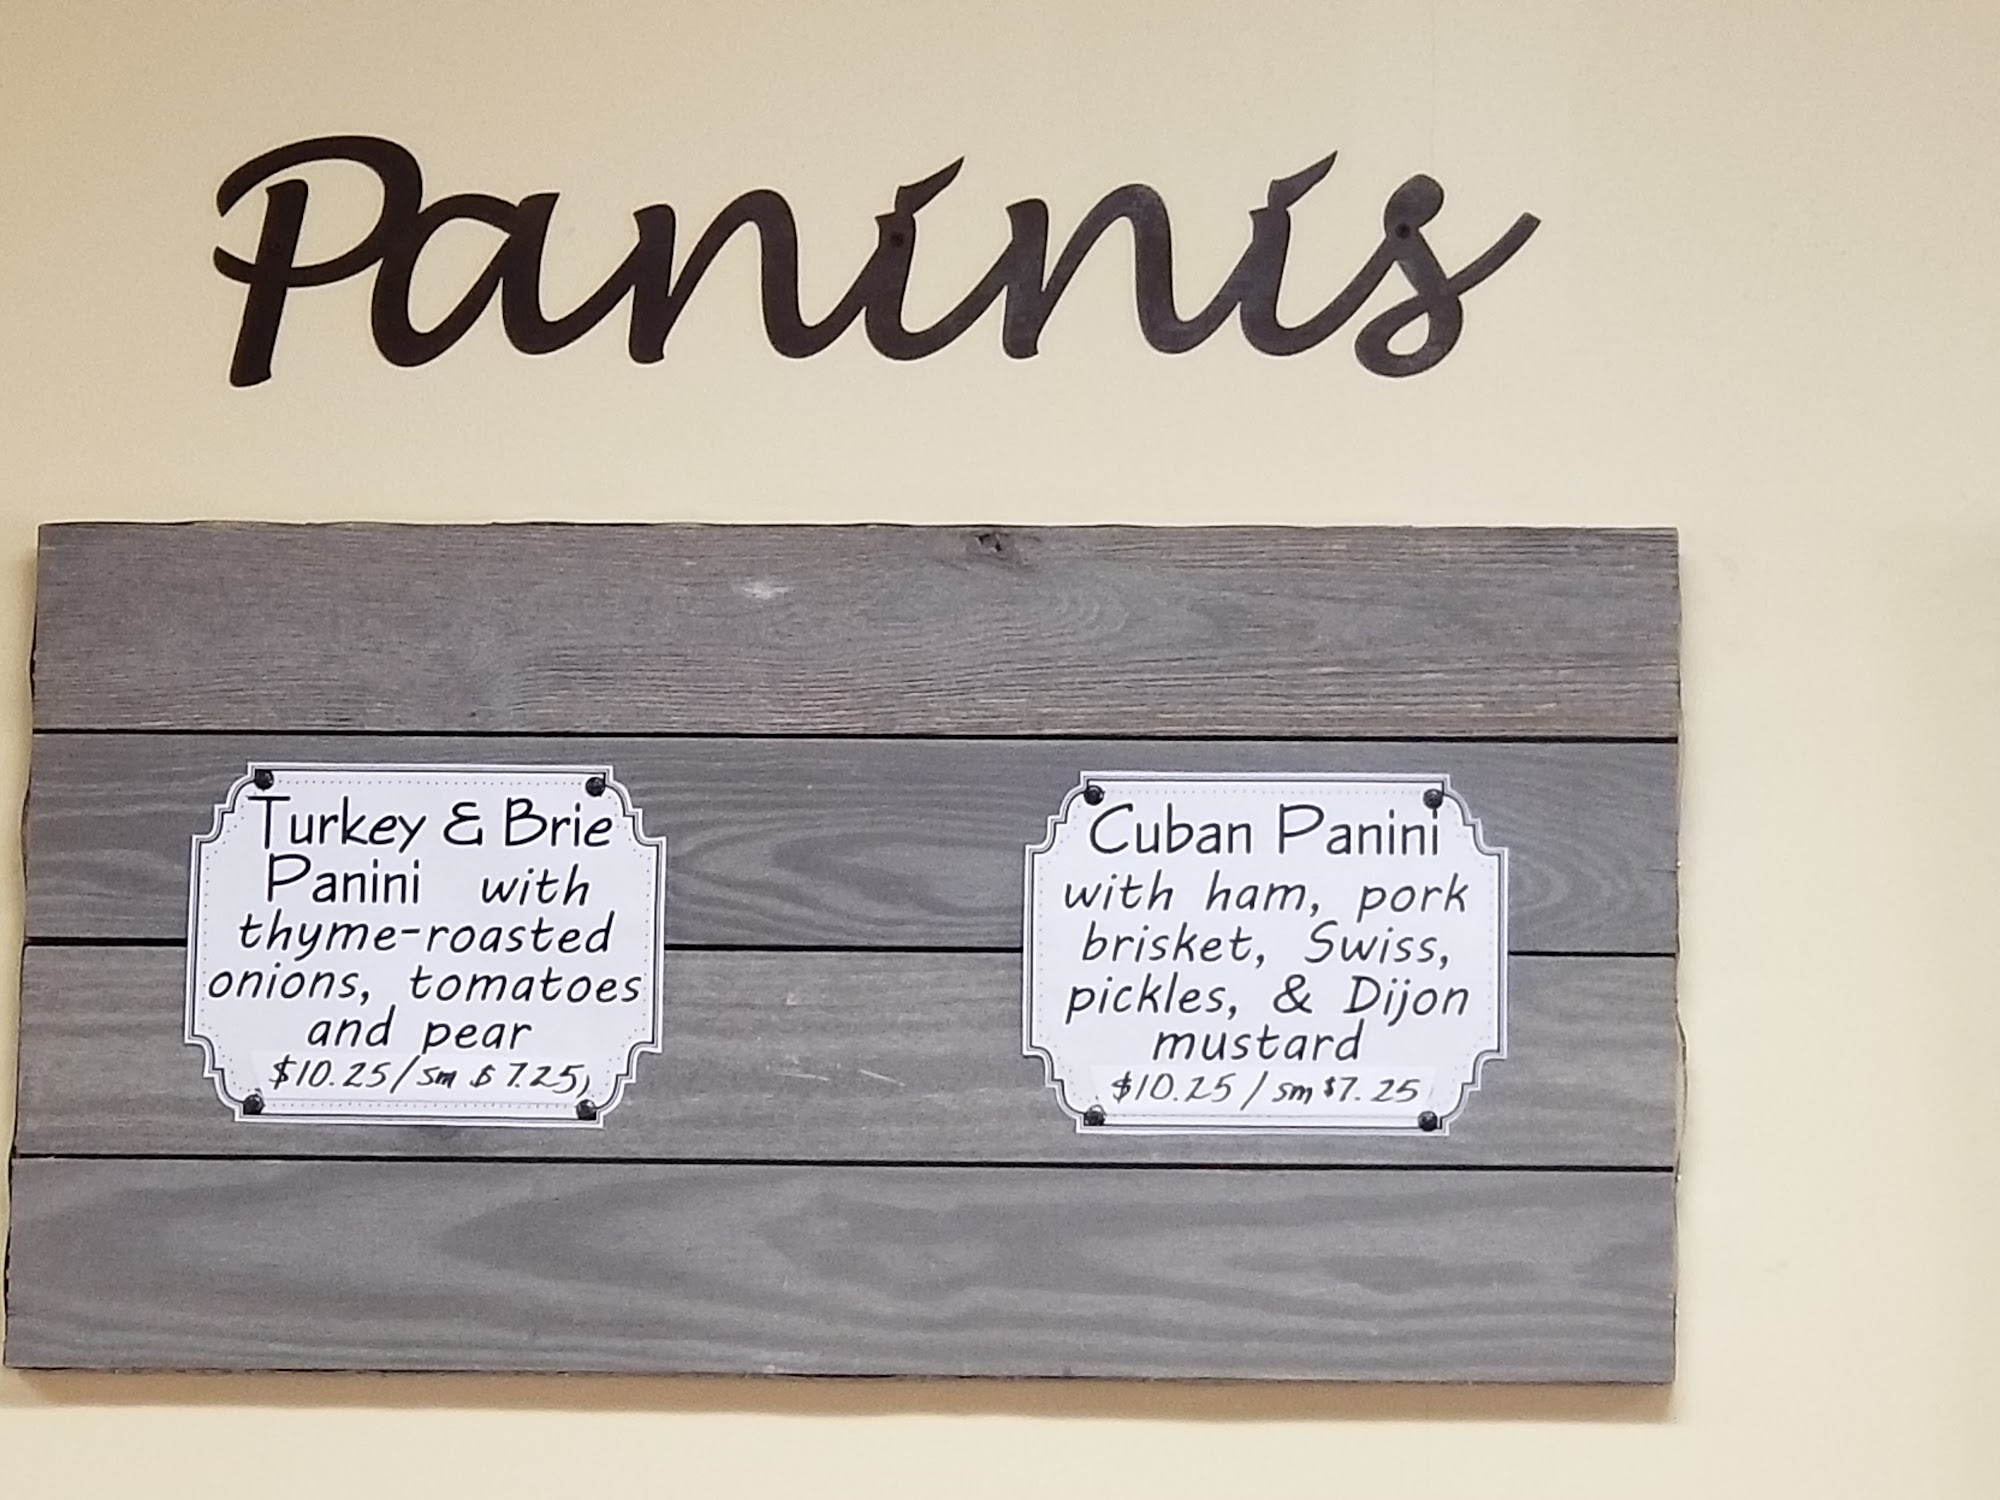 Paninis
Turkey & Brie
Panini with
thyme-roasted
onions, tomatoes
and pear
$10.25/sm $7.25
Cuban Panini
with ham, pork
brisket, Swiss,
pickles, & Dijon
mustard
$10.25/sm $7.25